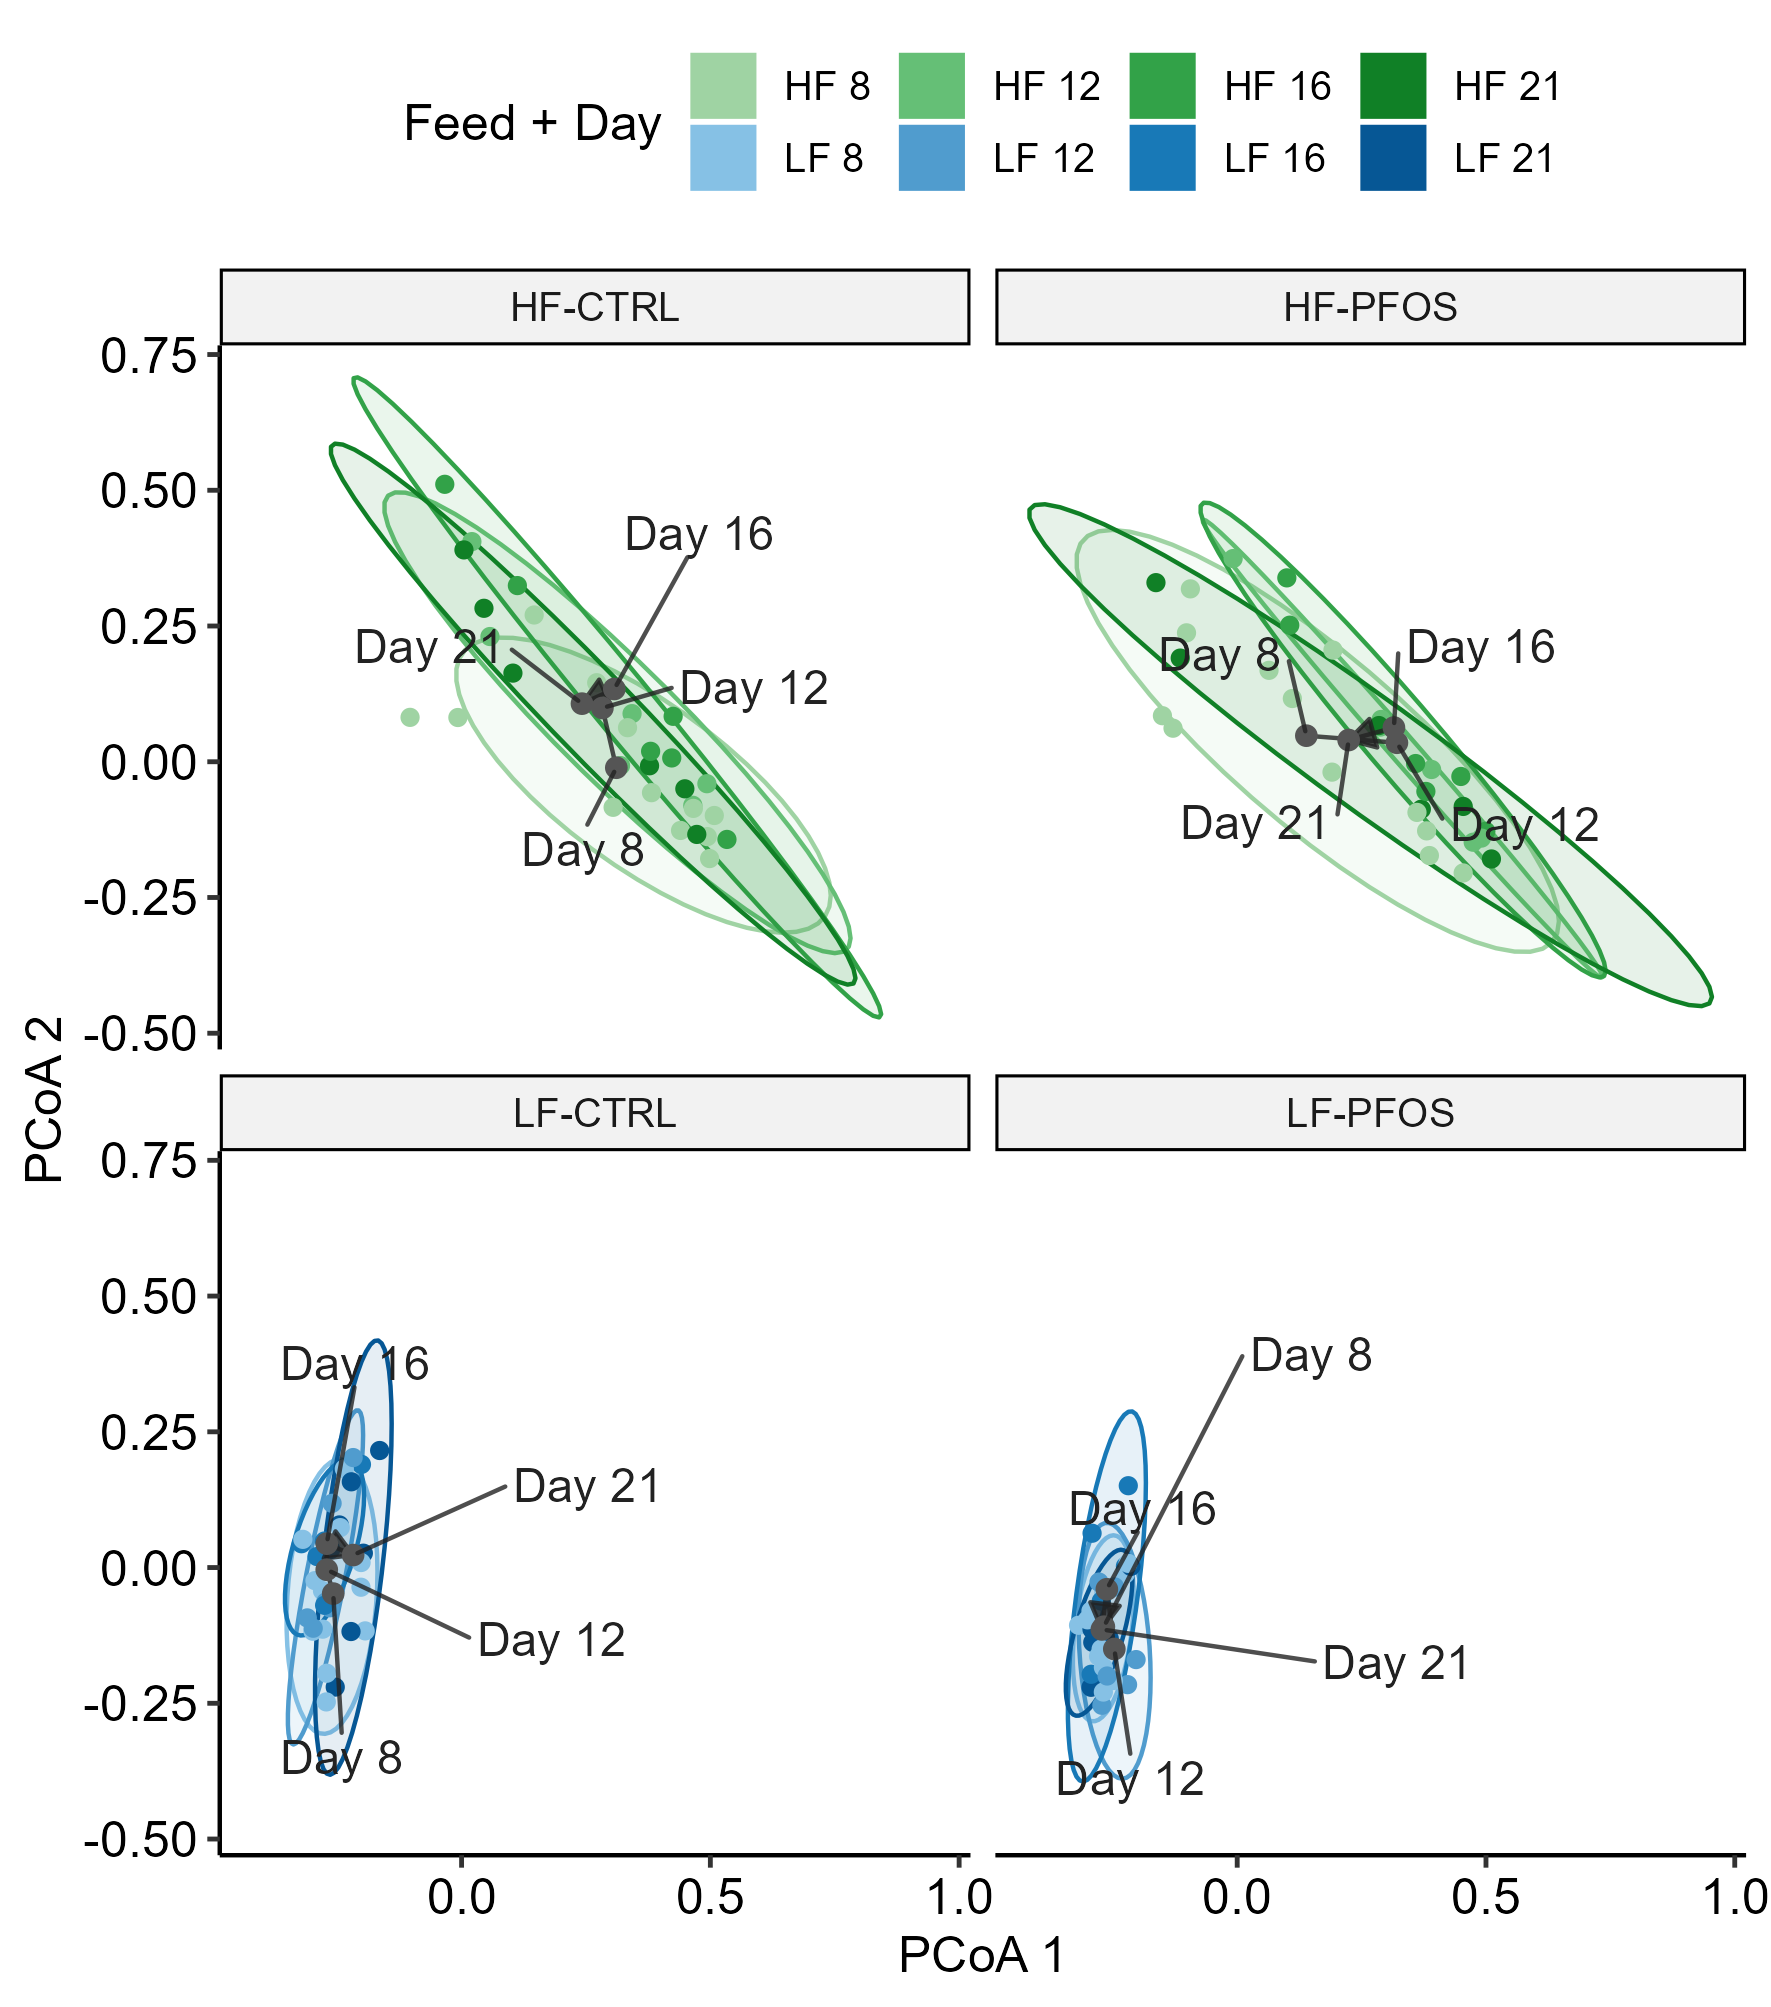 Feed + Day
HF 8 HF 12 HF 16 HF 21
LF 8 LF 12 LF 16 LF 21
HF-CTRL
HF-PFOS
0.75
0.50
0.25
0.00
-0.25
-0.50
Day 16
Day 21
Day 12
Day 8
Day 8
Day 16
Day 21
Day 12
LF-CTRL
LF-PFOS
0.75
0.50
0.25
0.00
-0.25
-0.50
Day 16
Day 21
Day 12
Day 8
Day 8
Day 16
Day 21
Day 12
0.0 0.5 1.0
0.0 0.5 1.0
PCoA 1
PCoA 2